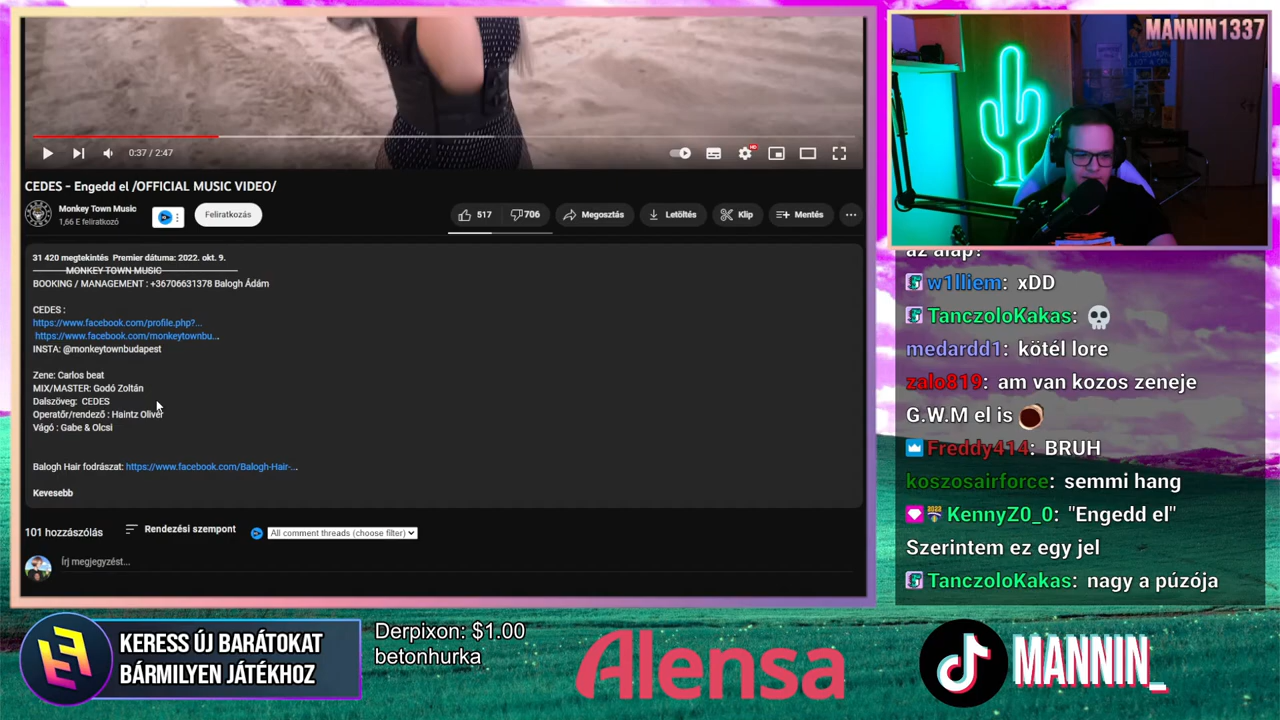 0:37 / 2:47
HD
CEDES - Engedd el /OFFICIAL MUSIC VIDEO/
Monkey Town Music
1,66 E feliratkozó
Feliratkozás
517
706
Megosztás
Letöltés
Klip
Mentés
31 420 megtekintés Premier dátuma: 2022. okt. 9.
MONKEY TOWN MUSIC
BOOKING / MANAGEMENT : +36706631378 Balogh Ádám
CEDES :
https://www.facebook.com/profile.php?...
https://www.facebook.com/monkeytownbu...
INSTA: @monkeytownbudapest
Zene: Carlos beat
MIX/MASTER: Godó Zoltán
Dalszöveg: CEDES
Operatőr/rendező : Haintz Oliver
Vágó : Gabe & Olcsi
Balogh Hair fodrászat: https://www.facebook.com/Balogh-Hair-...
Kevesebb
101 hozzászólás
Rendezési szempont
All comment threads (choose filter)
Írj megjegyzést...
MANNIN1337
az alap?
w1lliem: xDD
TanczoloKakas:
medardd1: kötél lore
zalo819: am van kozos zeneje
G.W.M el is
Freddy414: BRUH
koszosairforce: semmi hang
2022 KennyZ0_0: "Engedd el"
Szerintem ez egy jel
TanczoloKakas: nagy a púzója
KERESS ÚJ BARÁTOKAT
BÁRMILYEN JÁTÉKHOZ
Derpixon: $1.00
betonhurka
Alensa
MANNIN_